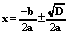 x = −b/2a ± √D/2a